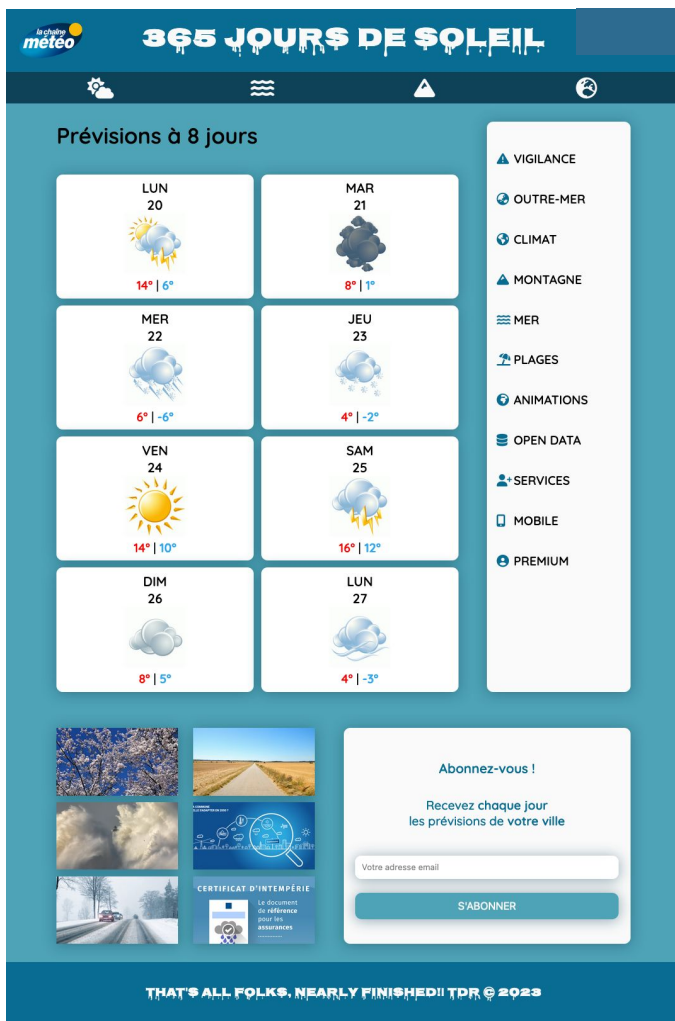 la chaîne
météo
365 JOURS DE SOLEIL
Prévisions à 8 jours
LUN
20
14° | 6°
MAR
21
8° | 1°
MER
22
6° | -6°
JEU
23
4° | -2°
VEN
24
14° | 10°
SAM
25
16° | 12°
DIM
26
8° | 5°
LUN
27
4° | -3°
VIGILANCE
OUTRE-MER
CLIMAT
MONTAGNE
MER
PLAGES
ANIMATIONS
OPEN DATA
SERVICES
MOBILE
PREMIUM
CERTIFICAT D'INTEMPÉRIE
Le document
de référence
pour les
assurances
Abonnez-vous !
Recevez chaque jour
les prévisions de votre ville
Votre adresse email
S'ABONNER
THAT'S ALL FOLKS, NEARLY FINISHED!! TDR © 2023